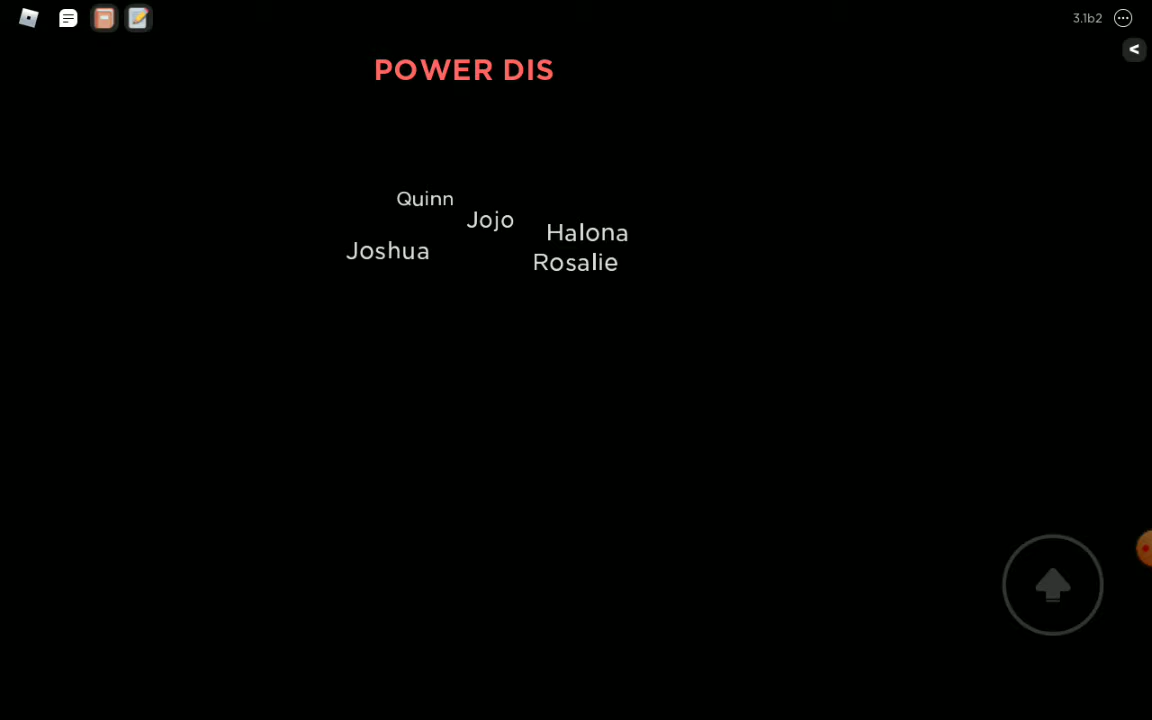 3.1b2
<
POWER DIS
Quinn
Jojo
Halona
Joshua
Rosalie